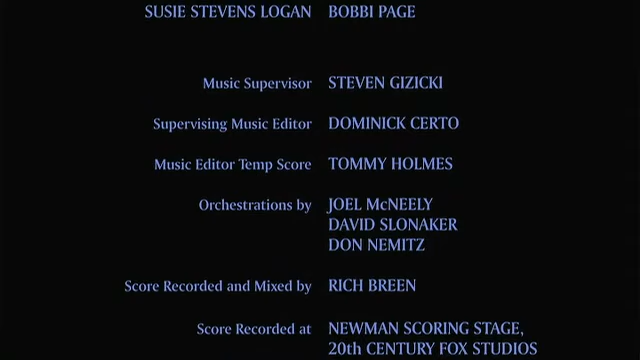 SUSIE STEVENS LOGAN BOBBI PAGE
Music Supervisor STEVEN GIZICKI
Supervising Music Editor DOMINICK CERTO
Music Editor Temp Score TOMMY HOLMES
Orchestrations by JOEL McNEELY
DAVID SLONAKER
DON NEMITZ
Score Recorded and Mixed by RICH BREEN
Score Recorded at NEWMAN SCORING STAGE,
20th CENTURY FOX STUDIOS